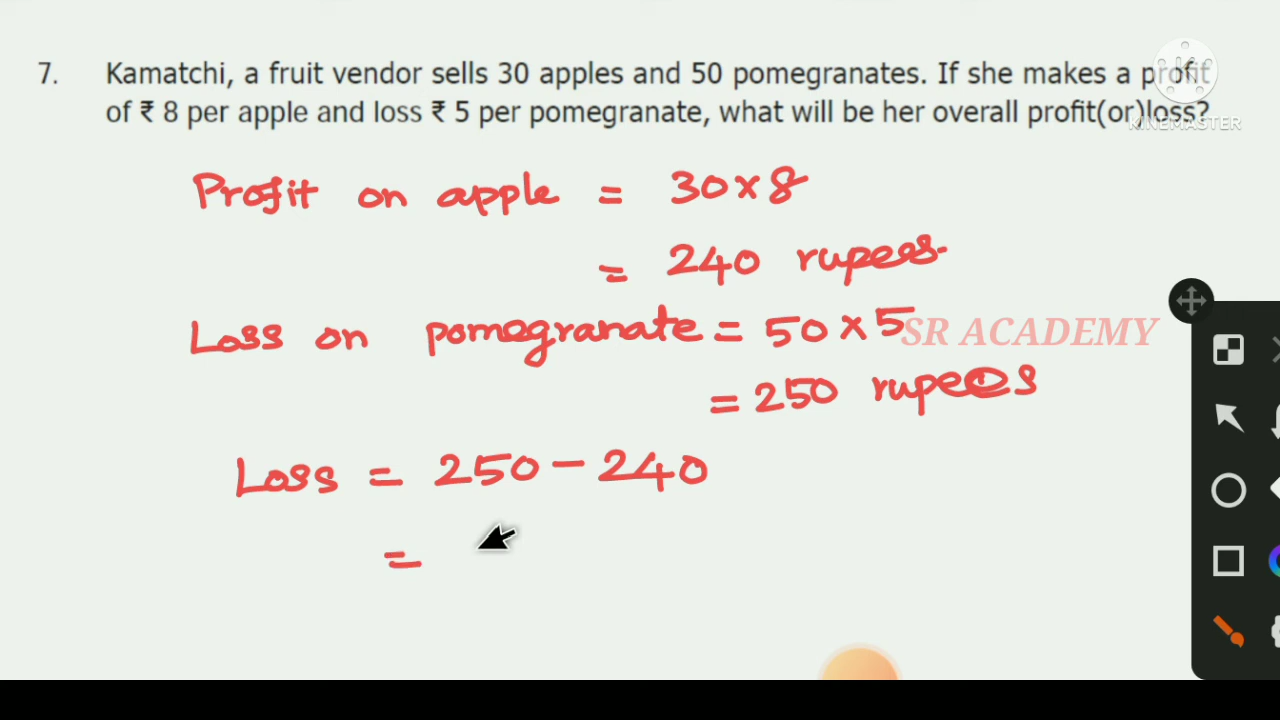 7. Kamatchi, a fruit vendor sells 30 apples and 50 pomegranates. If she makes a profit
of ₹ 8 per apple and loss ₹ 5 per pomegranate, what will be her overall profit(or)loss?
KINEMASTER
Profit on apple = 30 x 8
= 240 rupees.
Loss on pomegranate = 50 x 5
SR ACADEMY
= 250 rupees
Loss = 250 - 240
=